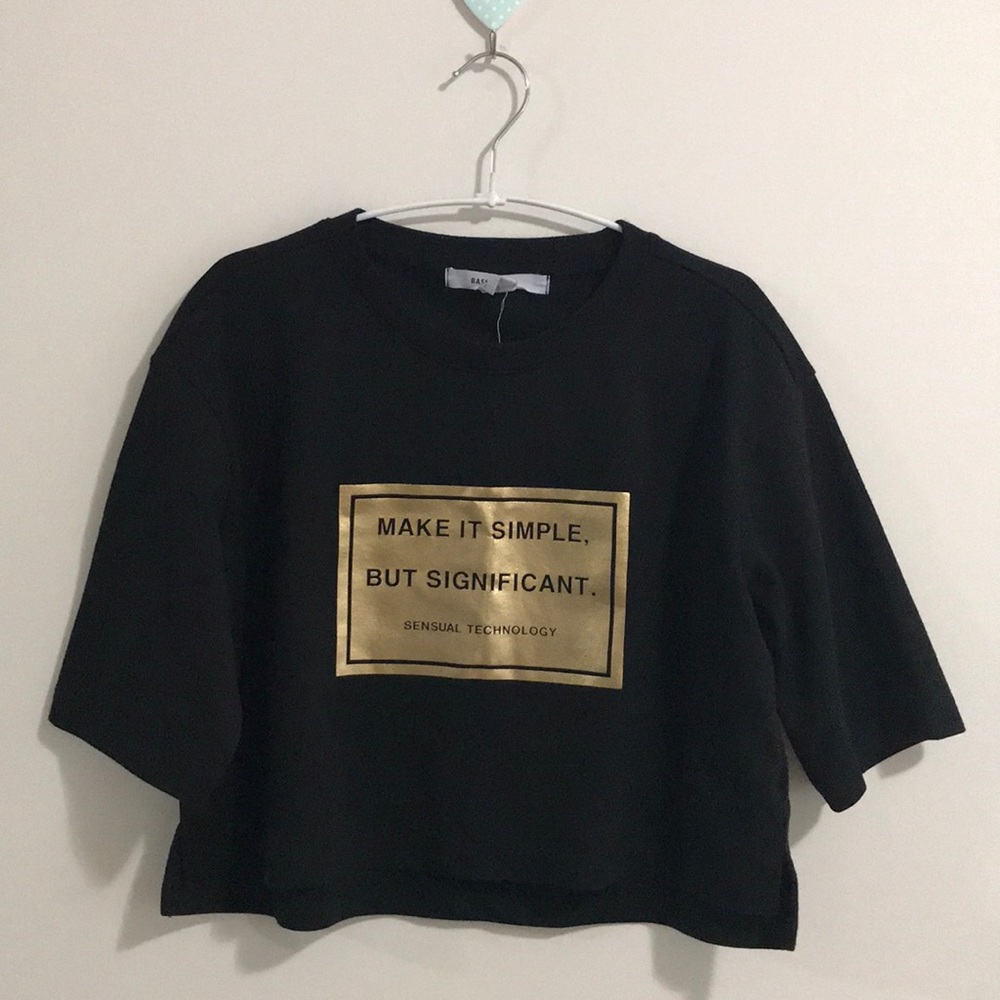 MAKE IT SIMPLE,
BUT SIGNIFICANT.
SENSUAL TECHNOLOGY